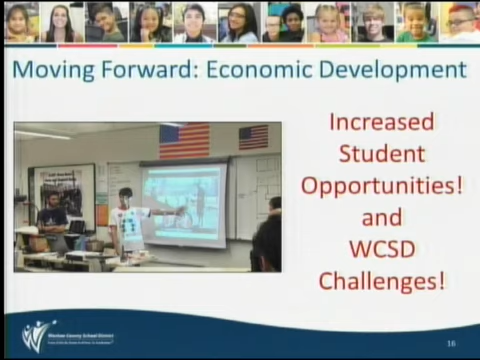 Moving Forward: Economic Development
Increased
Student
Opportunities!
and
WCSD
Challenges!
Washoe County School District
16